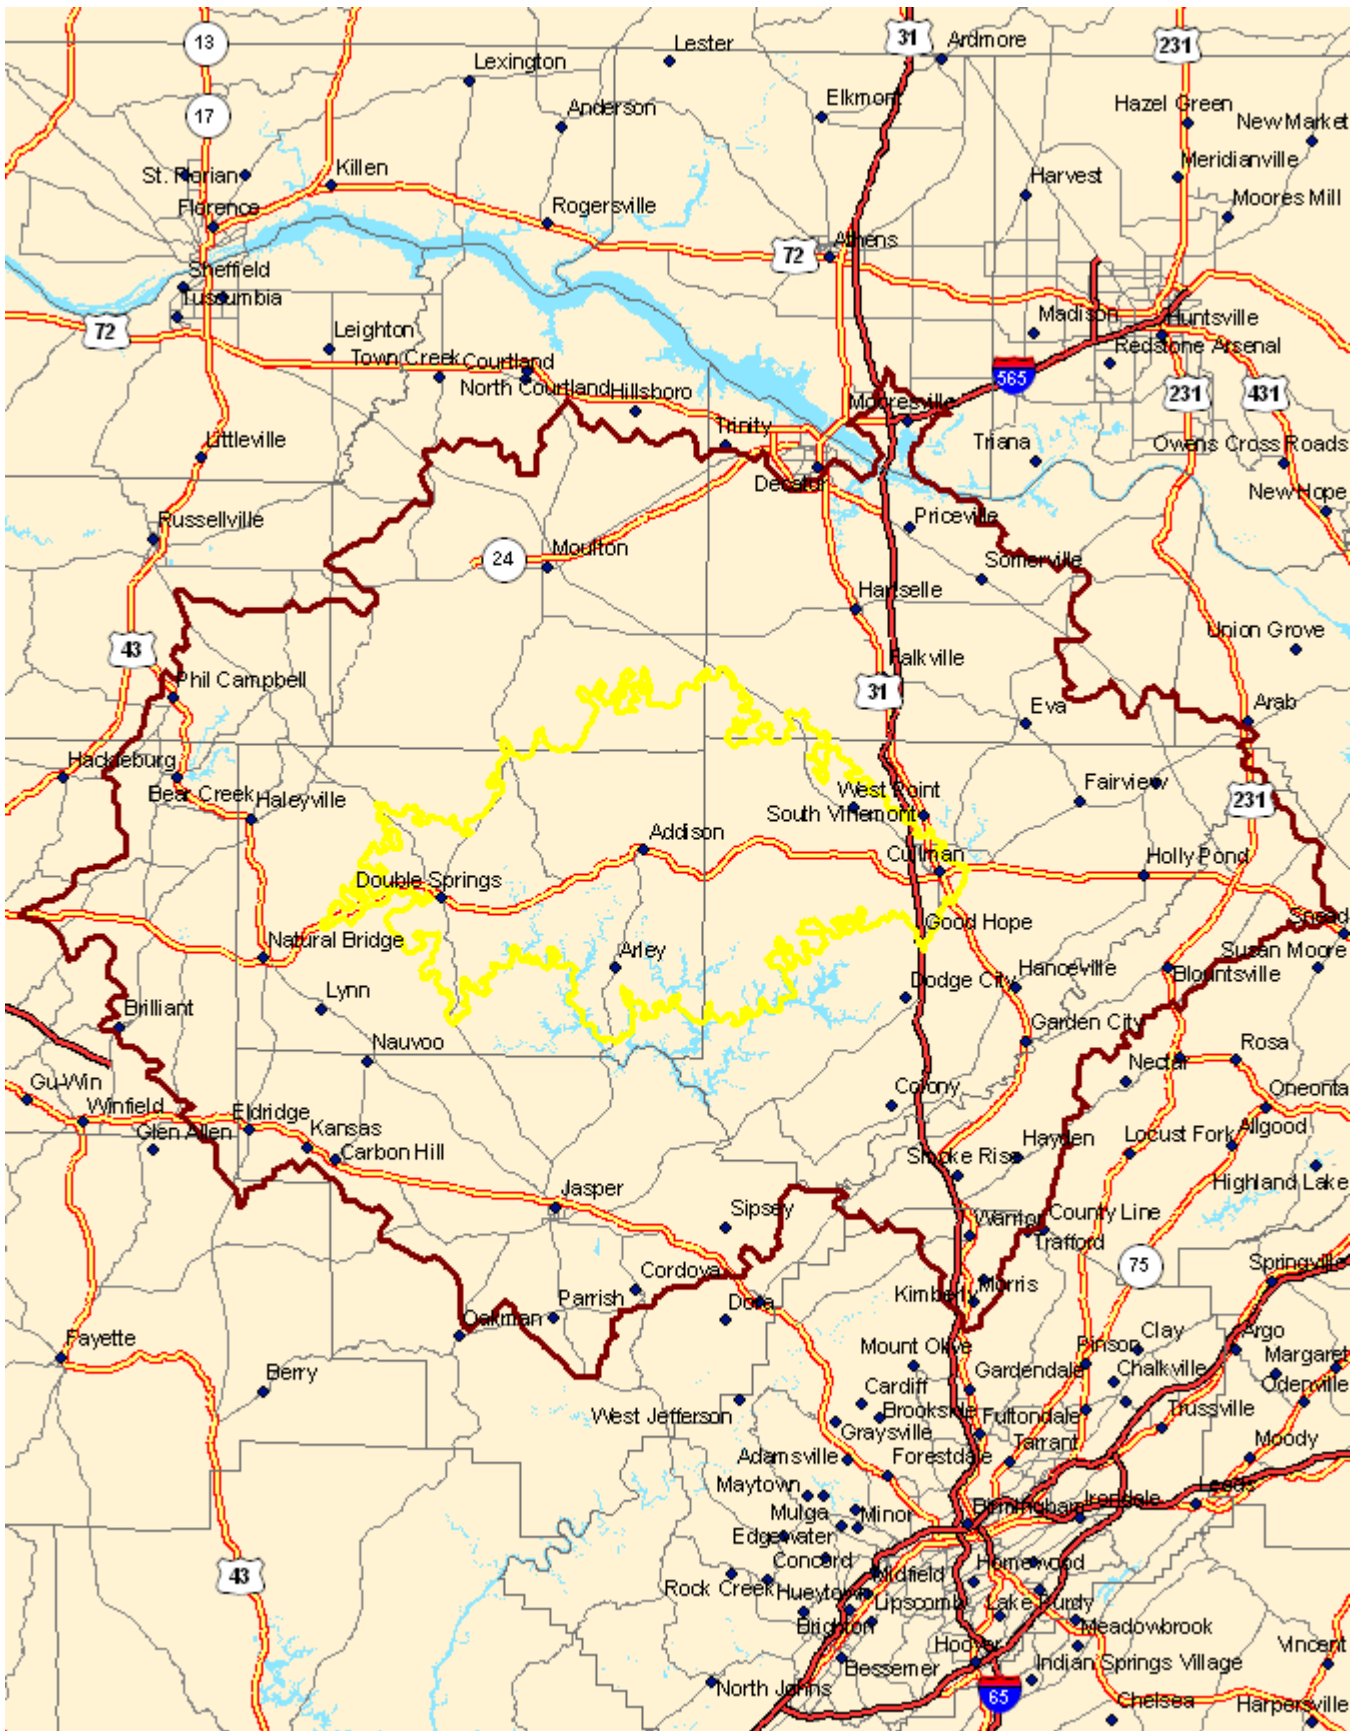 13
31
Lester
Ardmore
231
Lexington
17
Anderson
Elkmont
Hazel Green
New Market
St. Florian
Killen
Harvest
Meridianville
Moores Mill
Florence
Rogersville
72
Athens
Sheffield
Tuscumbia
72
Leighton
Madison
Huntsville
Town Creek
Courtland
Redstone Arsenal
North Courtland
Hillsboro
565
231
431
Mooresville
Littleville
Trinity
Triana
Owens Cross Roads
Decatur
New Hope
Russellville
Priceville
24
Moulton
Somerville
Hartselle
43
Union Grove
Phil Campbell
Falkville
31
Eva
Arab
Hackleburg
Bear Creek
Haleyville
West Point
Fairview
231
South Vinemont
Addison
Cullman
Holly Pond
Double Springs
Snead
Natural Bridge
Good Hope
Susan Moore
Arley
Dodge City
Hanceville
Blountsville
Brilliant
Lynn
Garden City
Nauvoo
Nectar
Rosa
Gu-Win
Winfield
Eldridge
Colony
Oneonta
Glen Allen
Kansas
Carbon Hill
Hayden
Locust Fork
Allgood
Smoke Rise
Jasper
Highland Lake
Sipsey
Warrior
County Line
Trafford
Cordova
75
Springville
Kimberly
Morris
Oakman
Parrish
Dora
Fayette
Mount Olive
Pinson
Clay
Argo
Berry
Gardendale
Chalkville
Margaret
Cardiff
Odenville
West Jefferson
Brookside
Fultondale
Trussville
Graysville
Adamsville
Forestdale
Tarrant
Moody
Maytown
Birmingham
Irondale
Leeds
Mulga
Minor
Edgewater
43
Concord
Homewood
Rock Creek
Hueytown
Midfield
Lipscomb
Lake Purdy
Brighton
Meadowbrook
Hoover
Vincent
Bessemer
Indian Springs Village
North Johns
65
Chelsea
Harpersville